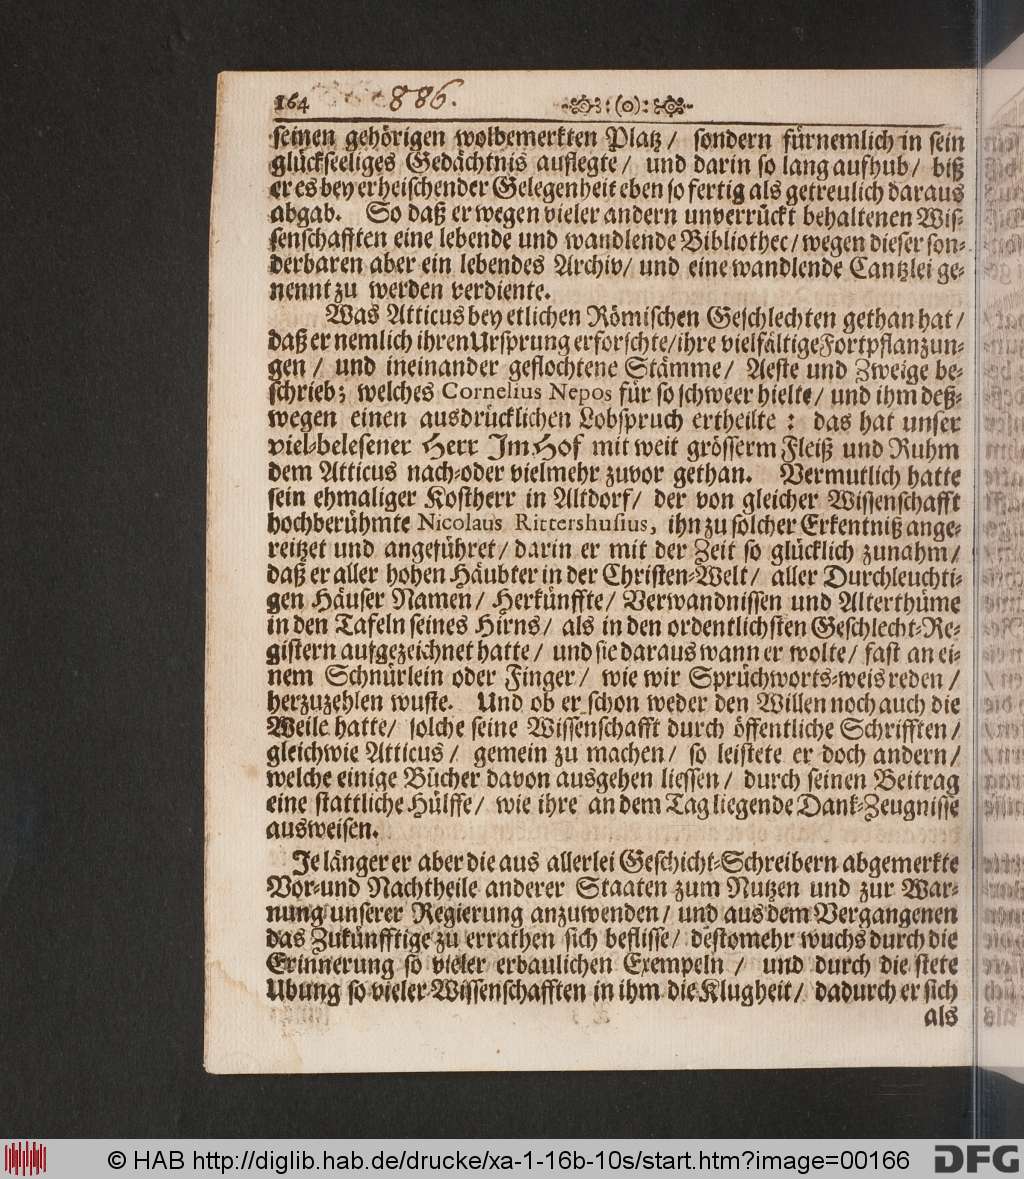 164 886. -❀:(o):❀-
seinen gehörigen wolbemerkten Platz / sondern fürnemlich in sein
glückseeliges Gedächtnis auflegte / und darin so lang aufhub / biß
er es bey erheischender Gelegenheit eben so fertig als getreulich daraus
abgab. So daß er wegen vieler andern unverrückt behaltenen Wis-
senschafften eine lebende und wandlende Bibliothec / wegen dieser son-
derbaren aber ein lebendes Archiv / und eine wandlende Cantzlei ge-
nennt zu werden verdiente.
Was Atticus bey etlichen Römischen Geschlechten gethan hat /
daß er nemlich ihren Ursprung erforschte / ihre vielfältige Fortpflanzun-
gen / und ineinander geflochtene Stämme / Aeste und Zweige be-
schrieb; welches Cornelius Nepos für so schweer hielte / und ihm deß-
wegen einen ausdrücklichen Lobspruch ertheilte : das hat unser
viel-belesener Herr Im Hof mit weit grösserm Fleiß und Ruhm
dem Atticus nach-oder vielmehr zuvor gethan. Vermutlich hatte
sein ehmaliger Kostherr in Altdorf / der von gleicher Wissenschafft
hochberühmte Nicolaus Rittershusius, ihn zu solcher Erkentniß ange-
reitzet und angeführet / darin er mit der Zeit so glücklich zunahm /
daß er aller hohen Häubter in der Christen-Welt / aller Durchleuchti-
gen Häuser Namen / Herkünffte / Verwandnissen und Alterthüme
in den Tafeln seines Hirns / als in den ordentlichsten Geschlecht-Re-
gistern aufgezeichnet hatte / und sie daraus wann er wolte / fast an ei-
nem Schnürlein oder Finger / wie wir Sprüchworts-weis reden /
herzuzehlen wuste. Und ob er schon weder den Willen noch auch die
Weile hatte / solche seine Wissenschafft durch öffentliche Schrifften /
gleichwie Atticus / gemein zu machen / so leistete er doch andern /
welche einige Bücher davon ausgehen liessen / durch seinen Beitrag
eine stattliche Hülffe / wie ihre an dem Tag liegende Dank-Zeugnisse
ausweisen.
Je länger er aber die aus allerlei Geschicht-Schreibern abgemerkte
Vor-und Nachtheile anderer Staaten zum Nutzen und zur War-
nung unserer Regierung anzuwenden / und aus dem Vergangenen
das Zukünfftige zu errathen sich beflisse / destomehr wuchs durch die
Erinnerung so vieler erbaulichen Exempeln / und durch die stete
Ubung so vieler Wissenschafften in ihm die Klugheit / dadurch er sich
als
© HAB http://diglib.hab.de/drucke/xa-1-16b-10s/start.htm?image=00166 DFG